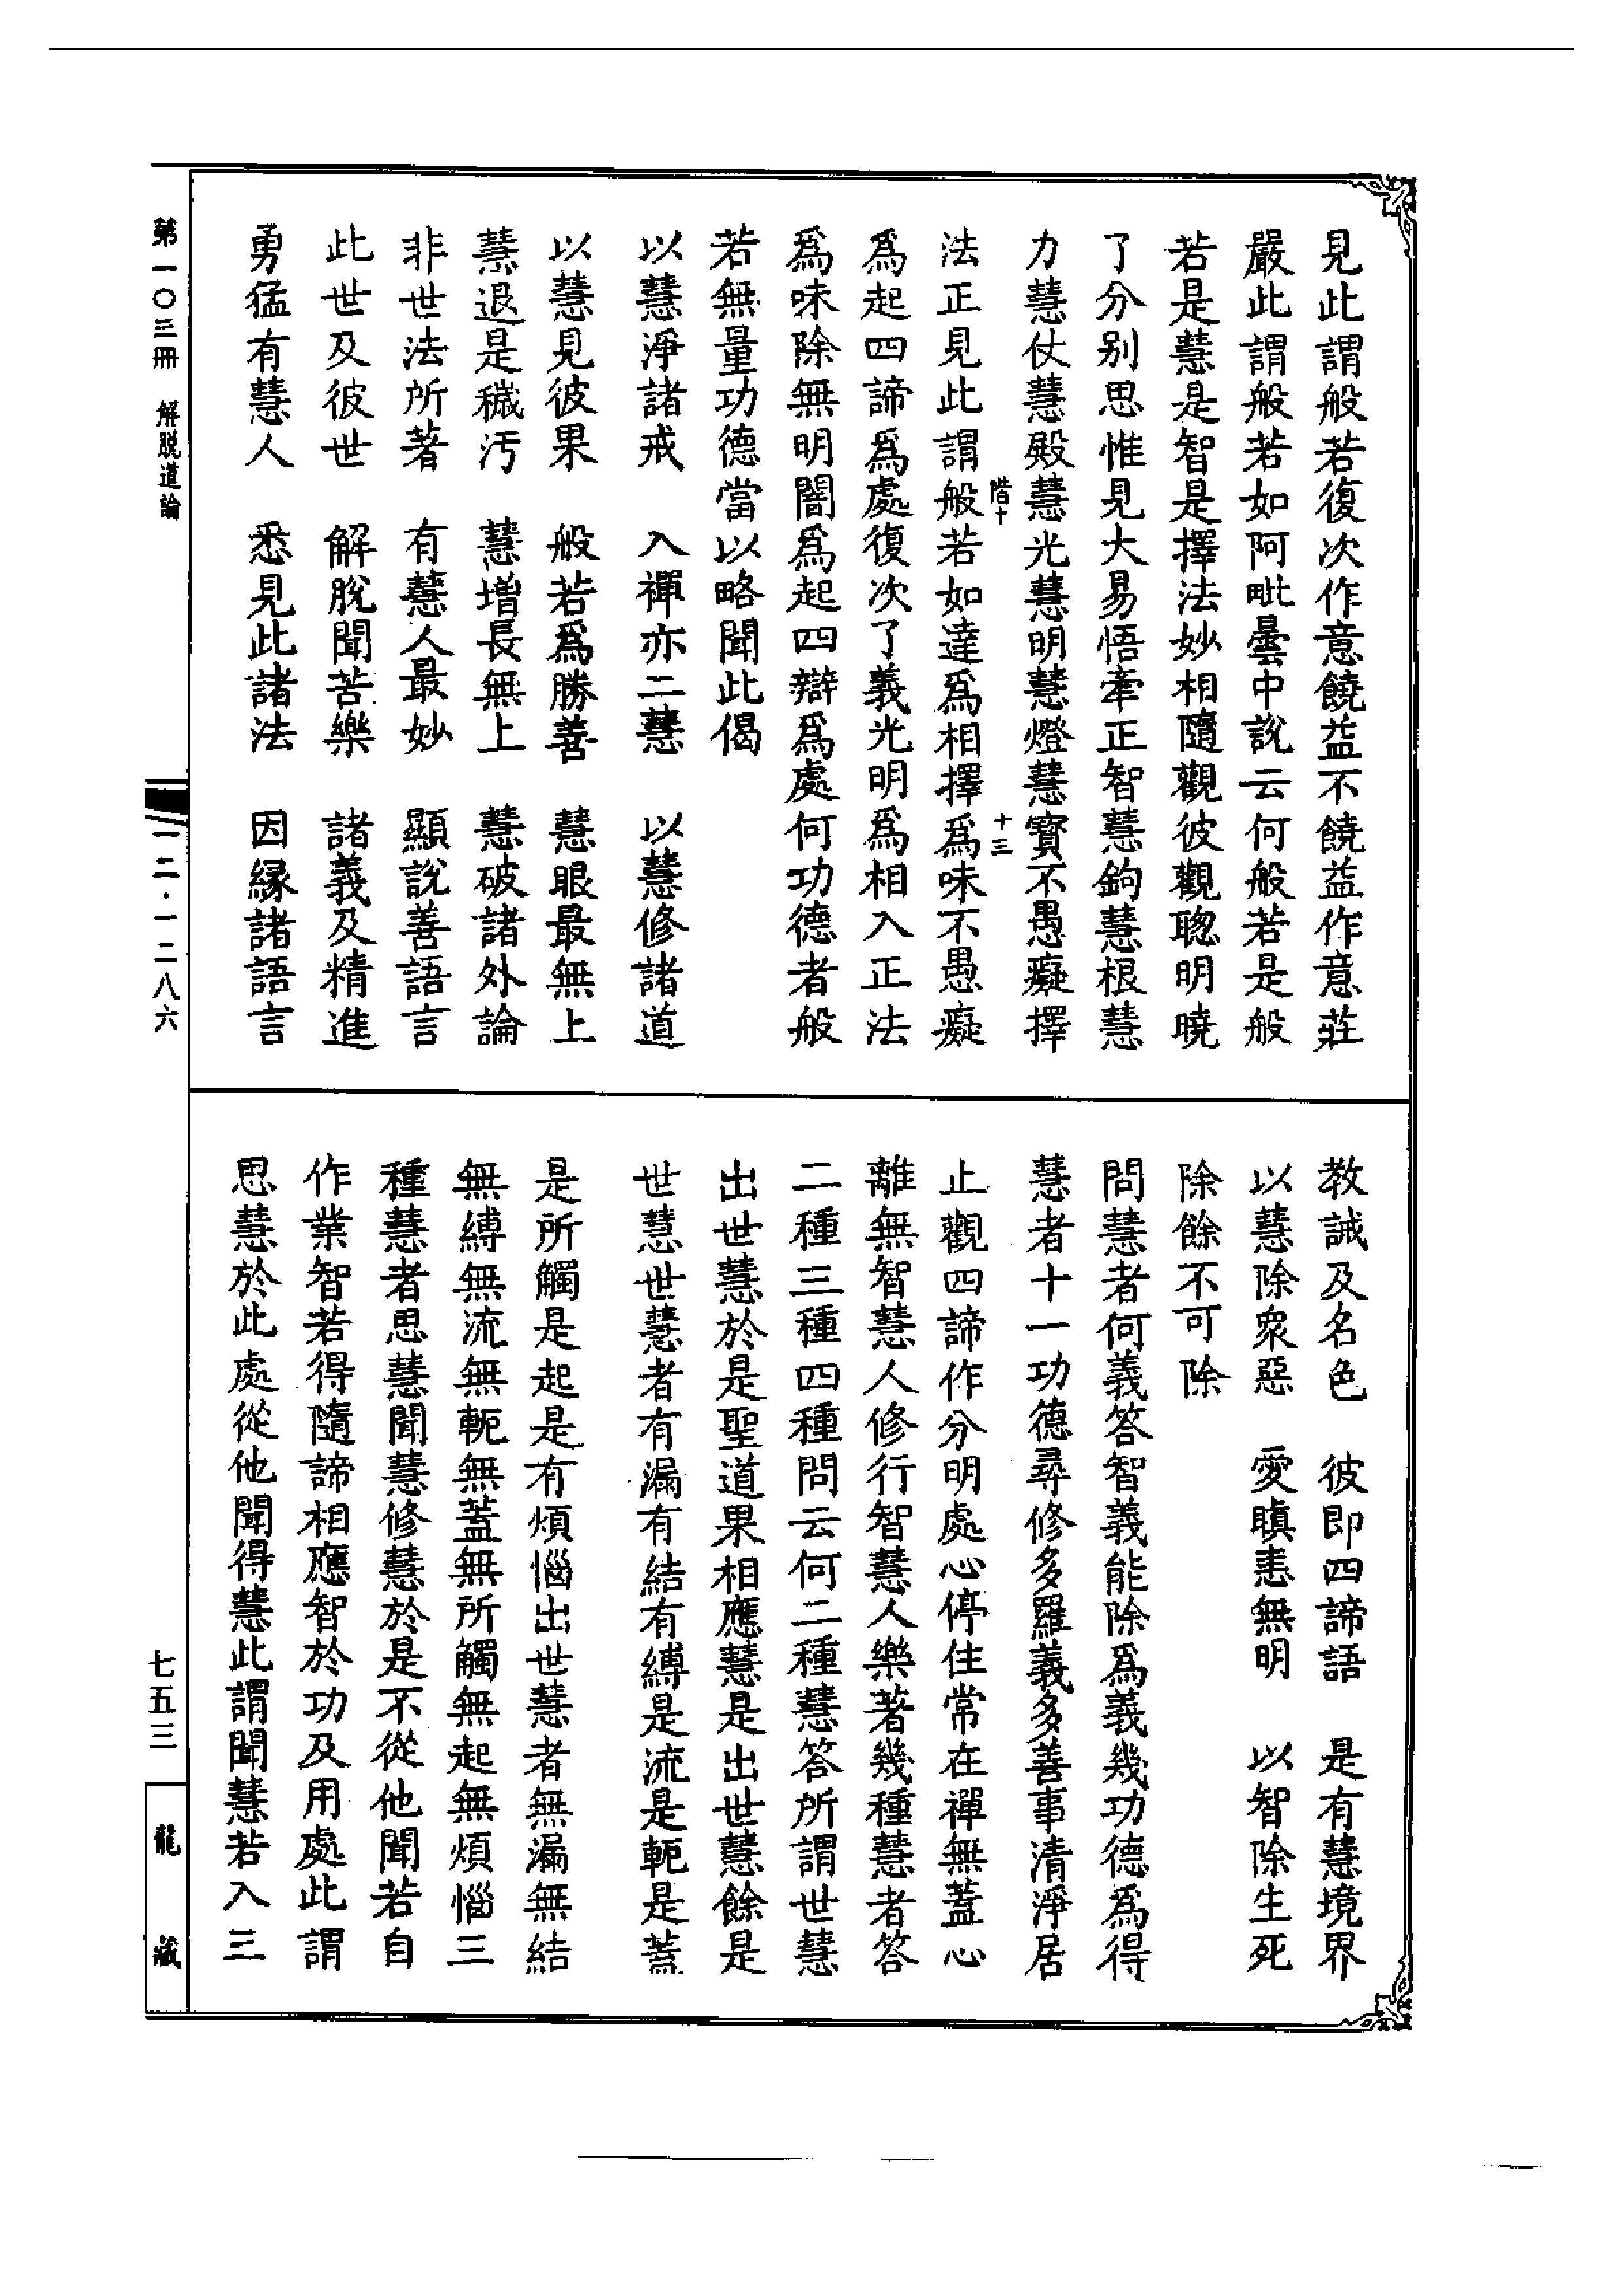 見此謂般若復次作意饒益不饒益作意莊
嚴此謂般若如阿毗曇中說云何般若是般
若是慧是智是擇法妙相隨觀彼觀聰明曉
了分別思惟見大易悟牽正智慧鉤慧根慧
力慧仗慧殿慧光慧明慧燈慧寶不愚癡擇
階十
十三
法正見此謂般若如達爲相擇爲味不愚癡
爲起四諦爲處復次了義光明爲相入正法
爲味除無明闇爲起四辯爲處何功德者般
若無量功德當以略聞此偈
以慧淨諸戒　入禪亦二慧　以慧修諸道
以慧見彼果　般若爲勝善　慧眼最無上
慧退是穢汚　慧增長無上　慧破諸外論
非世法所著　有慧人最妙　顯說善語言
此世及彼世　解脫聞苦樂　諸義及精進
勇猛有慧人　悉見此諸法　因緣諸語言
教誡及名色　彼即四諦語　是有慧境界
以慧除衆惡　愛瞋恚無明　以智除生死
除餘不可除
問慧者何義答智義能除爲義幾功德爲得
慧者十一功德尋修多羅義多善事清淨居
止觀四諦作分明處心停住常在禪無蓋心
離無智慧人修行智慧人樂著幾種慧者答
二種三種四種問云何二種慧答所謂世慧
出世慧於是聖道果相應慧是出世慧餘是
世慧世慧者有漏有結有縛是流是軛是蓋
是所觸是起是有煩惱出世慧者無漏無結
無縛無流無軛無蓋無所觸無起無煩惱三
種慧者思慧聞慧修慧於是不從他聞若自
作業智若得隨諦相應智於功及用處此謂
思慧於此處從他聞得慧此謂聞慧若入三
第一〇三冊　解脫道論
一二·一二八六
七五三
龍藏